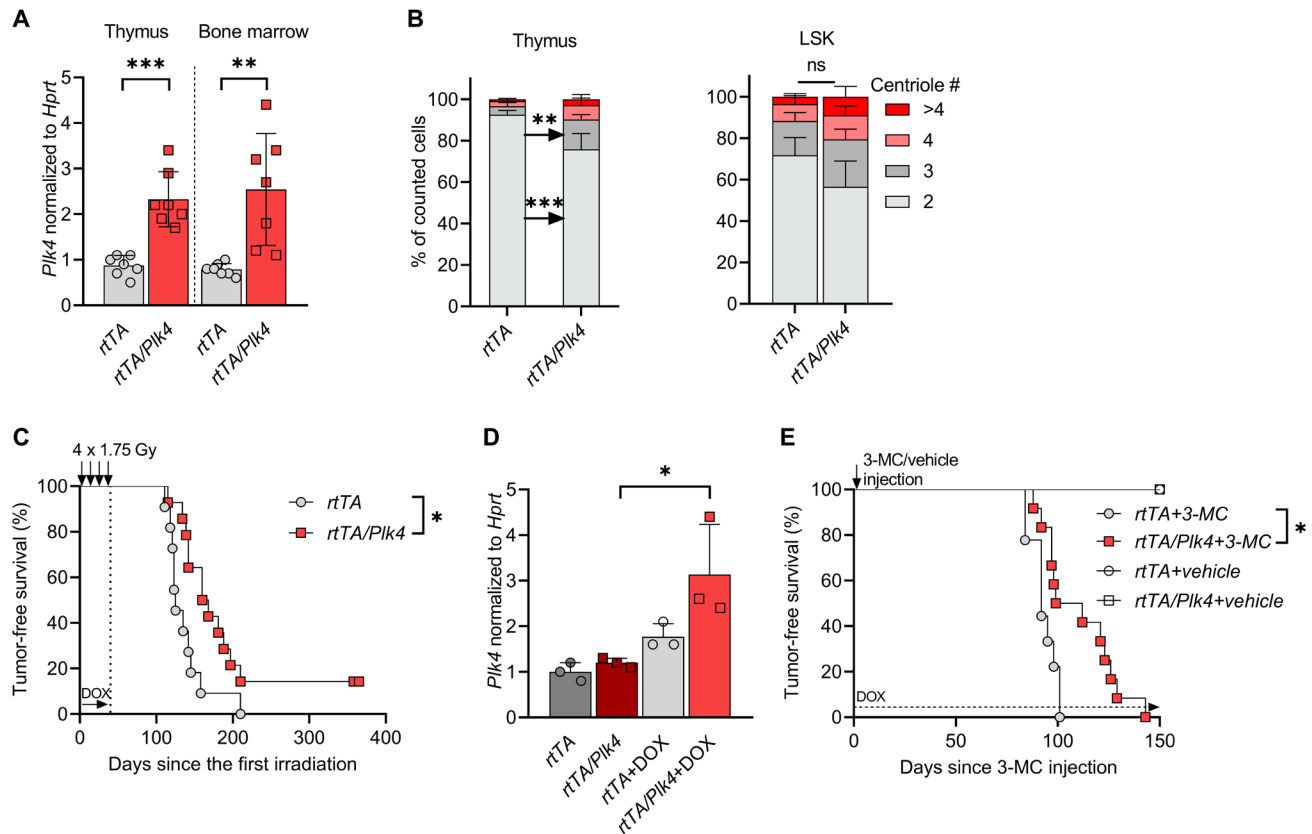 A
Thymus
Bone marrow
***
**
Plk4 normalized to Hprt
5
4
3
2
1
0
rtTA
rtTA/Plk4
rtTA
rtTA/Plk4
B
Thymus
LSK
ns
**
***
% of counted cells
100
80
60
40
20
0
rtTA
rtTA/Plk4
100
80
60
40
20
0
rtTA
rtTA/Plk4
Centriole #
>4
4
3
2
C
4 x 1.75 Gy
Tumor-free survival (%)
100
80
60
40
20
0
rtTA
rtTA/Plk4
*
DOX
0
100
200
300
400
Days since the first irradiation
D
*
Plk4 normalized to Hprt
5
4
3
2
1
0
rtTA
rtTA/Plk4
rtTA+DOX
rtTA/Plk4+DOX
E
3-MC/vehicle
injection
Tumor-free survival (%)
100
80
60
40
20
0
rtTA+3-MC
rtTA/Plk4+3-MC
rtTA+vehicle
rtTA/Plk4+vehicle
*
DOX
0
50
100
150
Days since 3-MC injection